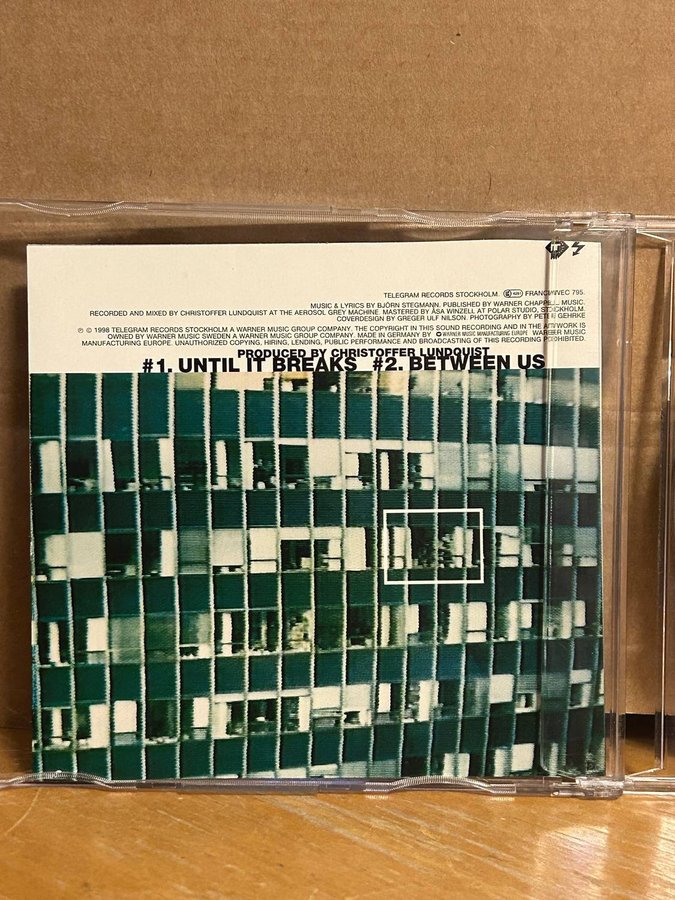 TELEGRAM RECORDS STOCKHOLM. FRANCE WEC 795.
MUSIC & LYRICS BY BJÖRN STEGMANN. PUBLISHED BY WARNER CHAPPELL MUSIC.
RECORDED AND MIXED BY CHRISTOFFER LUNDQUIST AT THE AEROSOL GREY MACHINE. MASTERED BY ÅSA WINZELL AT POLAR STUDIO, STOCKHOLM.
COVERDESIGN BY GREGER ULF NILSON. PHOTOGRAPHY BY PETER GEHRKE
℗ © 1998 TELEGRAM RECORDS STOCKHOLM A WARNER MUSIC GROUP COMPANY. THE COPYRIGHT IN THIS SOUND RECORDING AND IN THE ARTWORK IS
OWNED BY WARNER MUSIC SWEDEN A WARNER MUSIC GROUP COMPANY. MADE IN GERMANY BY WARNER MUSIC MANUFACTURING EUROPE WARNER MUSIC
MANUFACTURING EUROPE. UNAUTHORIZED COPYING, HIRING, LENDING, PUBLIC PERFORMANCE AND BROADCASTING OF THIS RECORDING PROHIBITED.
PRODUCED BY CHRISTOFFER LUNDQUIST
#1. UNTIL IT BREAKS #2. BETWEEN US